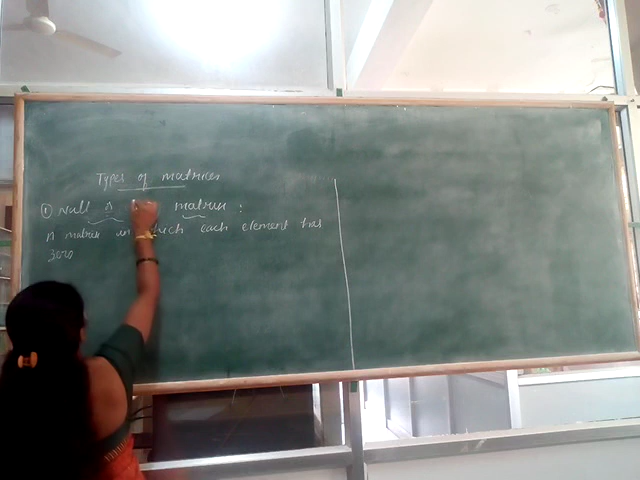 Types of matrices
① Null matrix :
A matrix in which each element has
zero